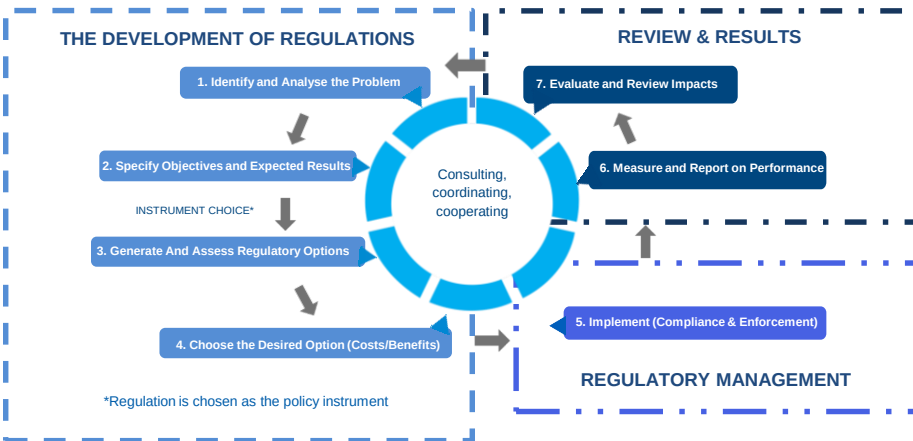 THE DEVELOPMENT OF REGULATIONS
1. Identify and Analyse the Problem
2. Specify Objectives and Expected Results
INSTRUMENT CHOICE*
3. Generate And Assess Regulatory Options
4. Choose the Desired Option (Costs/Benefits)
*Regulation is chosen as the policy instrument
Consulting,
coordinating,
cooperating
REVIEW & RESULTS
7. Evaluate and Review Impacts
6. Measure and Report on Performance
5. Implement (Compliance & Enforcement)
REGULATORY MANAGEMENT